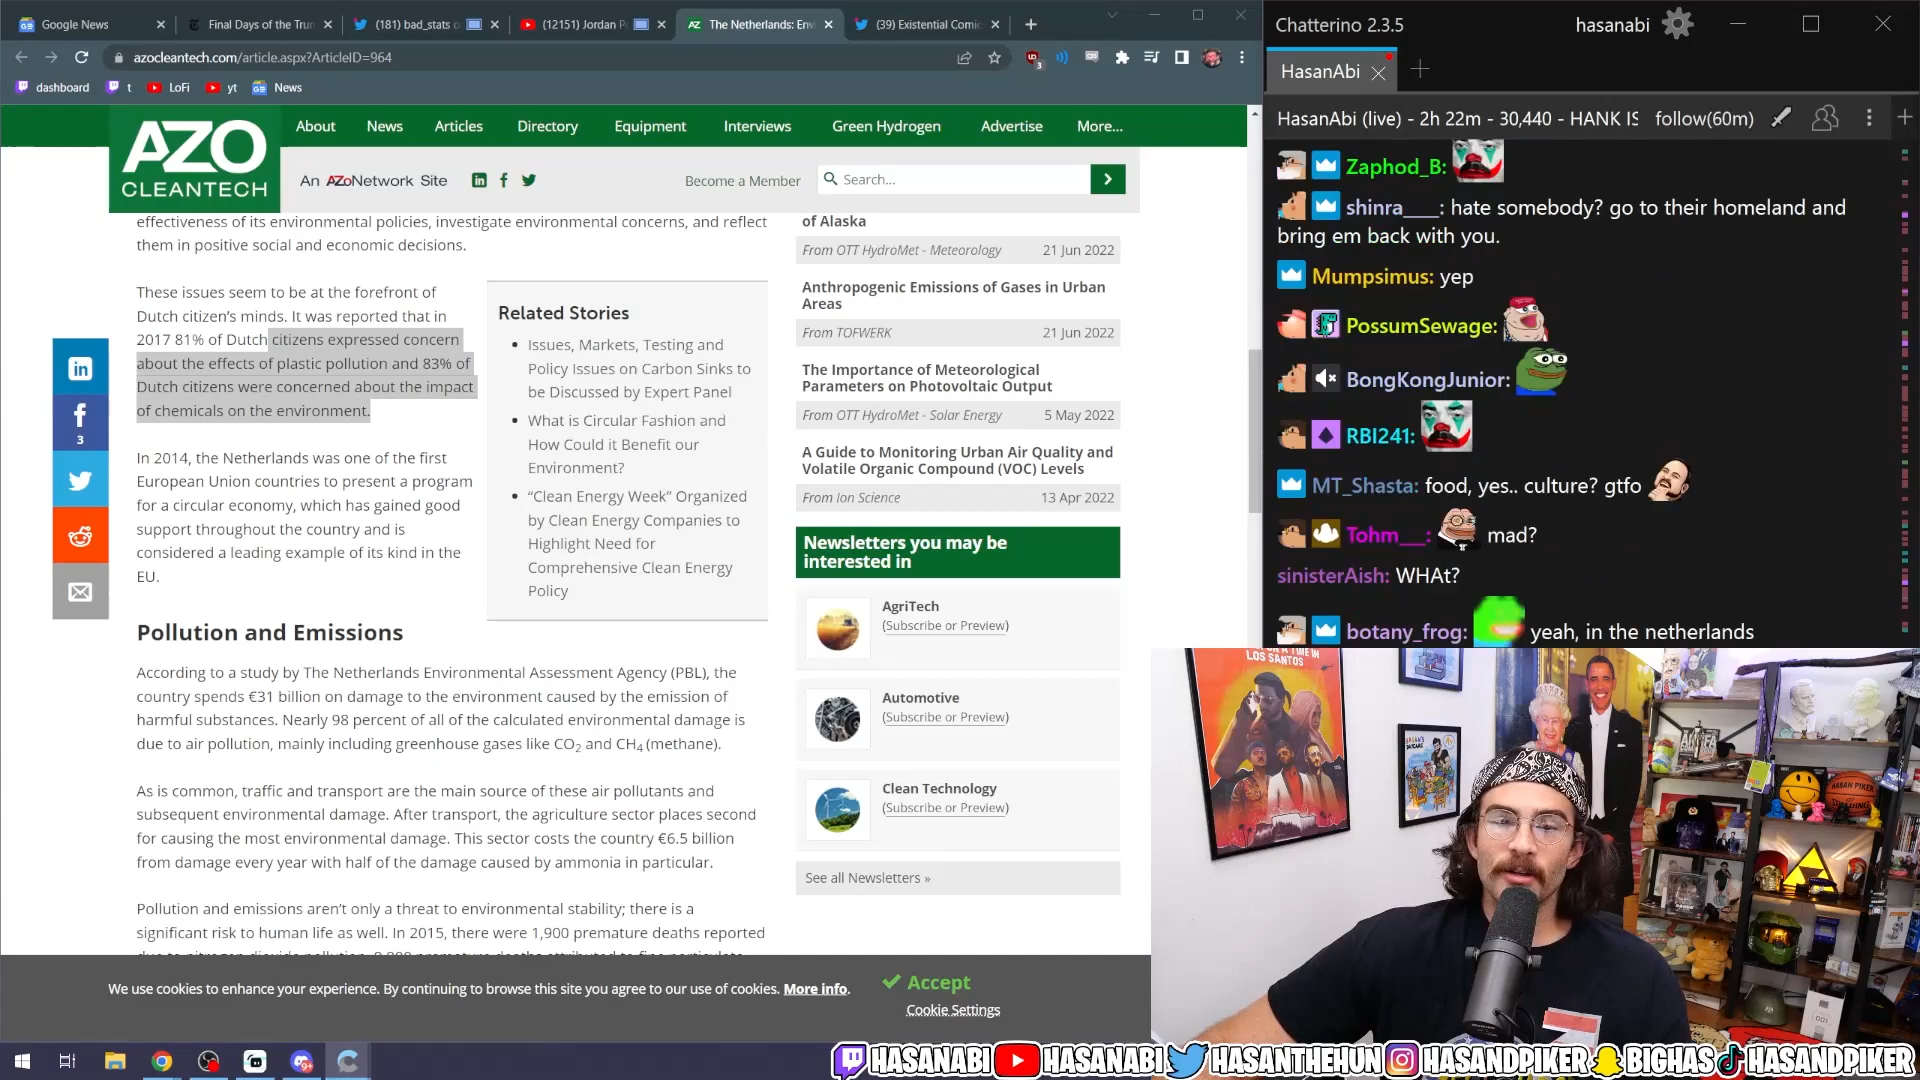 Google News
Final Days of the Trum
(181) bad_stats o
(12151) Jordan P
The Netherlands: Env
(39) Existential Comic
azocleantech.com/article.aspx?ArticleID=964
dashboard
t
LoFi
yt
News
AZO
CLEANTECH
About
News
Articles
Directory
Equipment
Interviews
Green Hydrogen
Advertise
More...
An AZoNetwork Site
Become a Member
Search...
effectiveness of its environmental policies, investigate environmental concerns, and reflect
them in positive social and economic decisions.
These issues seem to be at the forefront of
Dutch citizen's minds. It was reported that in
2017 81% of Dutch citizens expressed concern
about the effects of plastic pollution and 83% of
Dutch citizens were concerned about the impact
of chemicals on the environment.
3
In 2014, the Netherlands was one of the first
European Union countries to present a program
for a circular economy, which has gained good
support throughout the country and is
considered a leading example of its kind in the
EU.
Related Stories
Issues, Markets, Testing and
Policy Issues on Carbon Sinks to
be Discussed by Expert Panel
What is Circular Fashion and
How Could it Benefit our
Environment?
“Clean Energy Week” Organized
by Clean Energy Companies to
Highlight Need for
Comprehensive Clean Energy
Policy
Pollution and Emissions
According to a study by The Netherlands Environmental Assessment Agency (PBL), the
country spends €31 billion on damage to the environment caused by the emission of
harmful substances. Nearly 98 percent of all of the calculated environmental damage is
due to air pollution, mainly including greenhouse gases like CO2 and CH4 (methane).
As is common, traffic and transport are the main source of these air pollutants and
subsequent environmental damage. After transport, the agriculture sector places second
for causing the most environmental damage. This sector costs the country €6.5 billion
from damage every year with half of the damage caused by ammonia in particular.
Pollution and emissions aren't only a threat to environmental stability; there is a
significant risk to human life as well. In 2015, there were 1,900 premature deaths reported
of Alaska
From OTT HydroMet - Meteorology 21 Jun 2022
Anthropogenic Emissions of Gases in Urban
Areas
From TOFWERK 21 Jun 2022
The Importance of Meteorological
Parameters on Photovoltaic Output
From OTT HydroMet - Solar Energy 5 May 2022
A Guide to Monitoring Urban Air Quality and
Volatile Organic Compound (VOC) Levels
From Ion Science 13 Apr 2022
Newsletters you may be
interested in
AgriTech
(Subscribe or Preview)
Automotive
(Subscribe or Preview)
Clean Technology
(Subscribe or Preview)
See all Newsletters »
We use cookies to enhance your experience. By continuing to browse this site you agree to our use of cookies. More info.
Accept
Cookie Settings
Chatterino 2.3.5
hasanabi
HasanAbi
HasanAbi (live) - 2h 22m - 30,440 - HANK IS
follow(60m)
Zaphod_B:
shinra___: hate somebody? go to their homeland and
bring em back with you.
Mumpsimus: yep
PossumSewage:
BongKongJunior:
RBI241:
MT_Shasta: food, yes.. culture? gtfo
Tohm___: mad?
sinisterAish: WHAt?
botany_frog: yeah, in the netherlands
LOS SANTOS
HASAN PIKER
HASANABI
HASANABI
HASANTHEHUN
HASANDPIKER
BIGHAS
HASANDPIKER